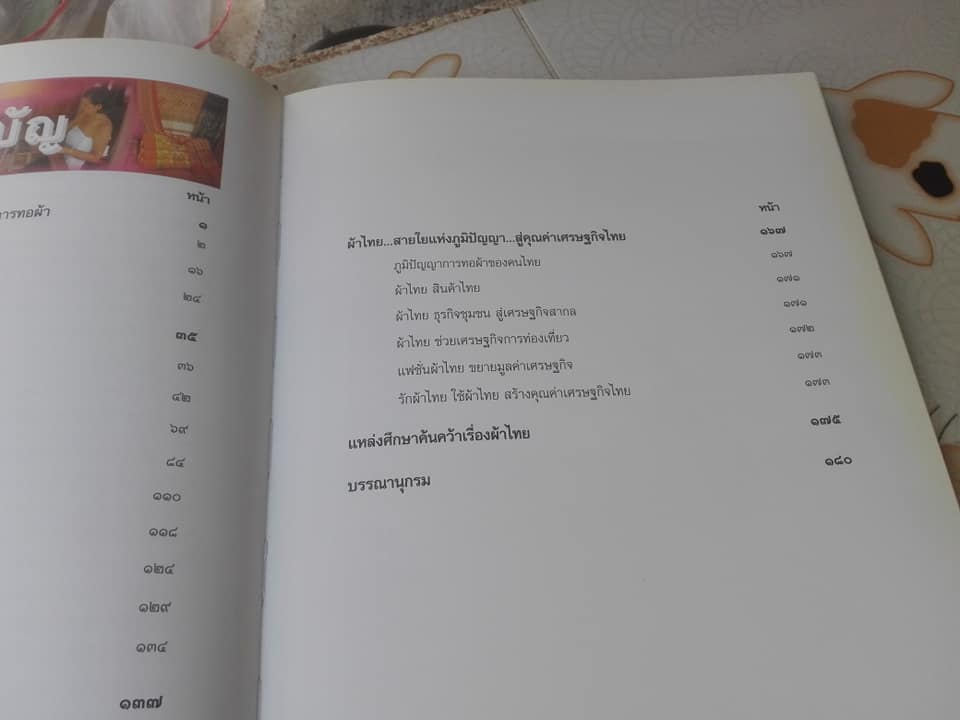 บัญ
หน้า
การทอผ้า
๑
๒
๑๖
๒๔
๓๕
๓๖
๔๒
๖๙
๘๔
๑๑๐
๑๑๘
๑๒๔
๑๒๙
๑๓๔
๑๓๗
หน้า
ผ้าไทย...สายใยแห่งภูมิปัญญา...สู่คุณค่าเศรษฐกิจไทย ๑๖๗
ภูมิปัญญาการทอผ้าของคนไทย ๑๖๗
ผ้าไทย สินค้าไทย ๑๗๑
ผ้าไทย ธุรกิจชุมชน สู่เศรษฐกิจสากล ๑๗๑
ผ้าไทย ช่วยเศรษฐกิจการท่องเที่ยว ๑๗๒
แฟชั่นผ้าไทย ขยายมูลค่าเศรษฐกิจ ๑๗๓
รักผ้าไทย ใช้ผ้าไทย สร้างคุณค่าเศรษฐกิจไทย ๑๗๓
แหล่งศึกษาค้นคว้าเรื่องผ้าไทย ๑๗๕
บรรณานุกรม ๑๘๐